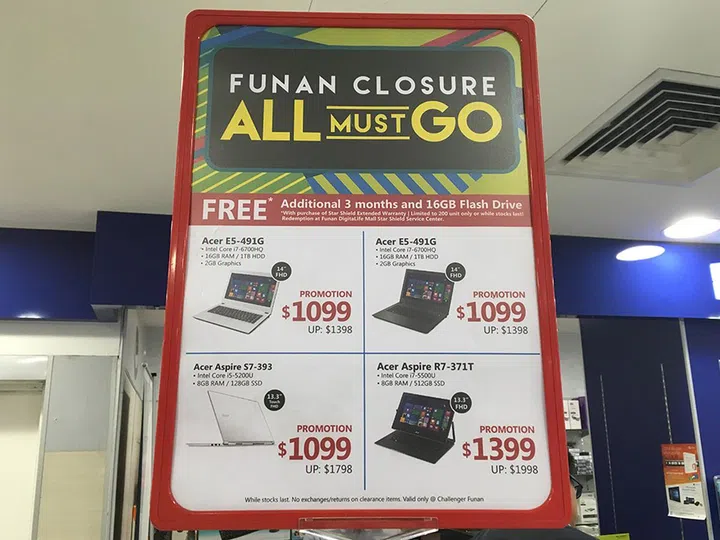 FUNAN CLOSURE
ALL MUST GO
FREE* Additional 3 months and 16GB Flash Drive
*With purchase of Star Shield Extended Warranty | Limited to 200 unit only or while stocks last!
Redemption at Funan DigitaLife Mall Star Shield Service Center.
Acer E5-491G
• Intel Core i7-6700HQ
• 16GB RAM / 1TB HDD
• 2GB Graphics
14"
FHD
PROMOTION
$1099
UP: $1398
Acer E5-491G
• Intel Core i7-6700HQ
• 16GB RAM / 1TB HDD
• 2GB Graphics
14"
FHD
PROMOTION
$1099
UP: $1398
Acer Aspire S7-393
• Intel Core i5-5200U
• 8GB RAM / 128GB SSD
13.3"
Touch
FHD
PROMOTION
$1099
UP: $1798
Acer Aspire R7-371T
• Intel Core i7-5500U
• 8GB RAM / 512GB SSD
13.3"
FHD
PROMOTION
$1399
UP: $1998
While stocks last. No exchanges/returns on clearance items. Valid only @ Challenger Funan